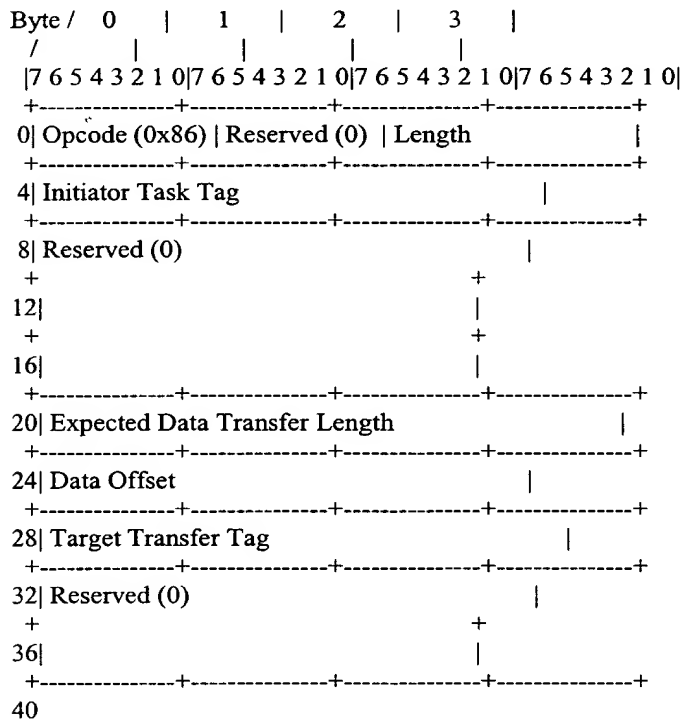 Byte / 0 | 1 | 2 | 3 |
/ | | | |
|7 6 5 4 3 2 1 0|7 6 5 4 3 2 1 0|7 6 5 4 3 2 1 0|7 6 5 4 3 2 1 0|
+---------------+---------------+---------------+---------------+
0| Opcode (0x86) | Reserved (0) | Length |
+---------------+---------------+---------------+---------------+
4| Initiator Task Tag |
+---------------+---------------+---------------+---------------+
8| Reserved (0) |
+ +
12| |
+ +
16| |
+---------------+---------------+---------------+---------------+
20| Expected Data Transfer Length |
+---------------+---------------+---------------+---------------+
24| Data Offset |
+---------------+---------------+---------------+---------------+
28| Target Transfer Tag |
+---------------+---------------+---------------+---------------+
32| Reserved (0) |
+ +
36| |
+---------------+---------------+---------------+---------------+
40